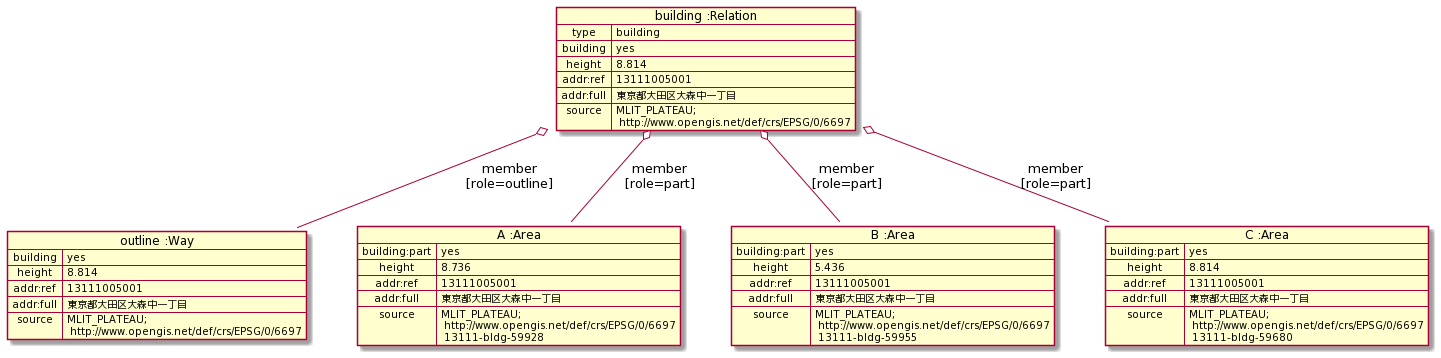 building :Relation
type building
building yes
height 8.814
addr:ref 13111005001
addr:full 東京都大田区大森中一丁目
source MLIT_PLATEAU;
http://www.opengis.net/def/crs/EPSG/0/6697
member
[role=outline]
member
[role=part]
member
[role=part]
member
[role=part]
outline :Way
building yes
height 8.814
addr:ref 13111005001
addr:full 東京都大田区大森中一丁目
source MLIT_PLATEAU;
http://www.opengis.net/def/crs/EPSG/0/6697
A :Area
building:part yes
height 8.736
addr:ref 13111005001
addr:full 東京都大田区大森中一丁目
source MLIT_PLATEAU;
http://www.opengis.net/def/crs/EPSG/0/6697
13111-bldg-59928
B :Area
building:part yes
height 5.436
addr:ref 13111005001
addr:full 東京都大田区大森中一丁目
source MLIT_PLATEAU;
http://www.opengis.net/def/crs/EPSG/0/6697
13111-bldg-59955
C :Area
building:part yes
height 8.814
addr:ref 13111005001
addr:full 東京都大田区大森中一丁目
source MLIT_PLATEAU;
http://www.opengis.net/def/crs/EPSG/0/6697
13111-bldg-59680